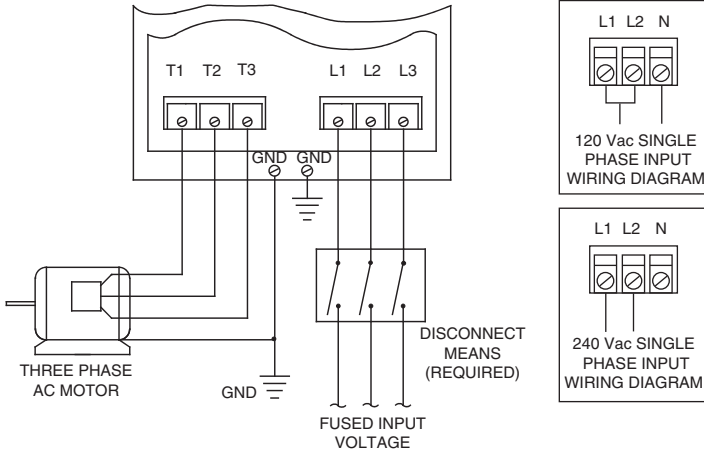 T1 T2 T3
L1 L2 L3
GND GND
THREE PHASE
AC MOTOR
GND
DISCONNECT
MEANS
(REQUIRED)
FUSED INPUT
VOLTAGE
L1 L2 N
120 Vac SINGLE
PHASE INPUT
WIRING DIAGRAM
L1 L2 N
240 Vac SINGLE
PHASE INPUT
WIRING DIAGRAM